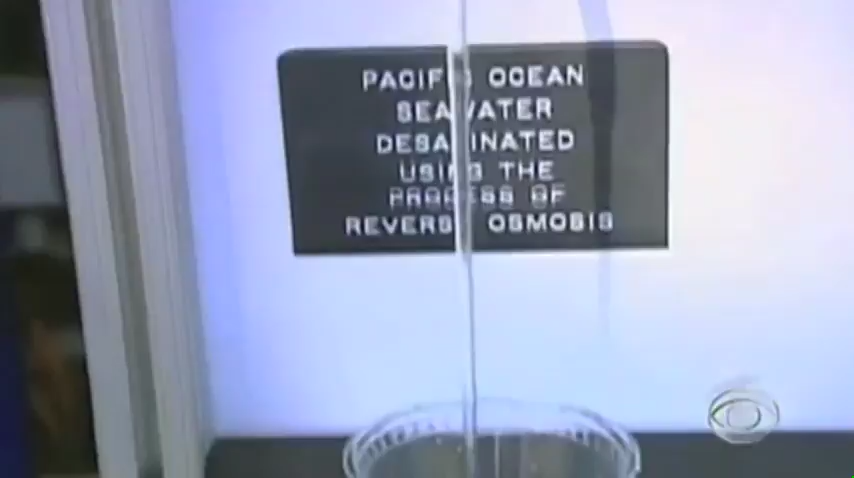 PACIFIC OCEAN
SEAWATER
DESALINATED
USING THE
PROCESS OF
REVERSE OSMOSIS